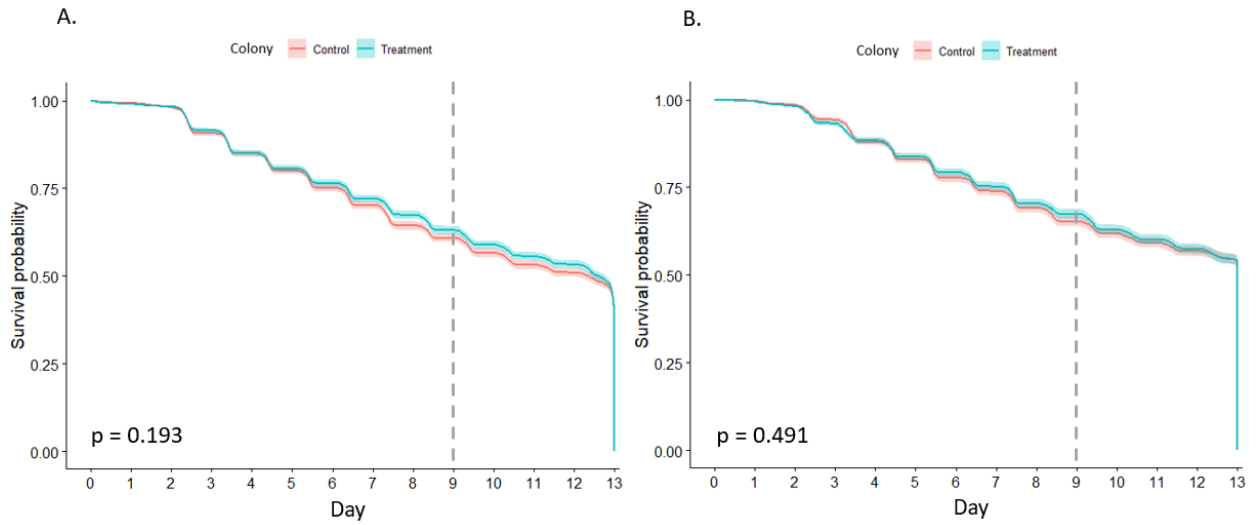 A.
Colony Control Treatment
1.00
0.75
0.50
0.25
0.00
Survival probability
p = 0.193
0 1 2 3 4 5 6 7 8 9 10 11 12 13
Day
B.
Colony Control Treatment
1.00
0.75
0.50
0.25
0.00
Survival probability
p = 0.491
0 1 2 3 4 5 6 7 8 9 10 11 12 13
Day